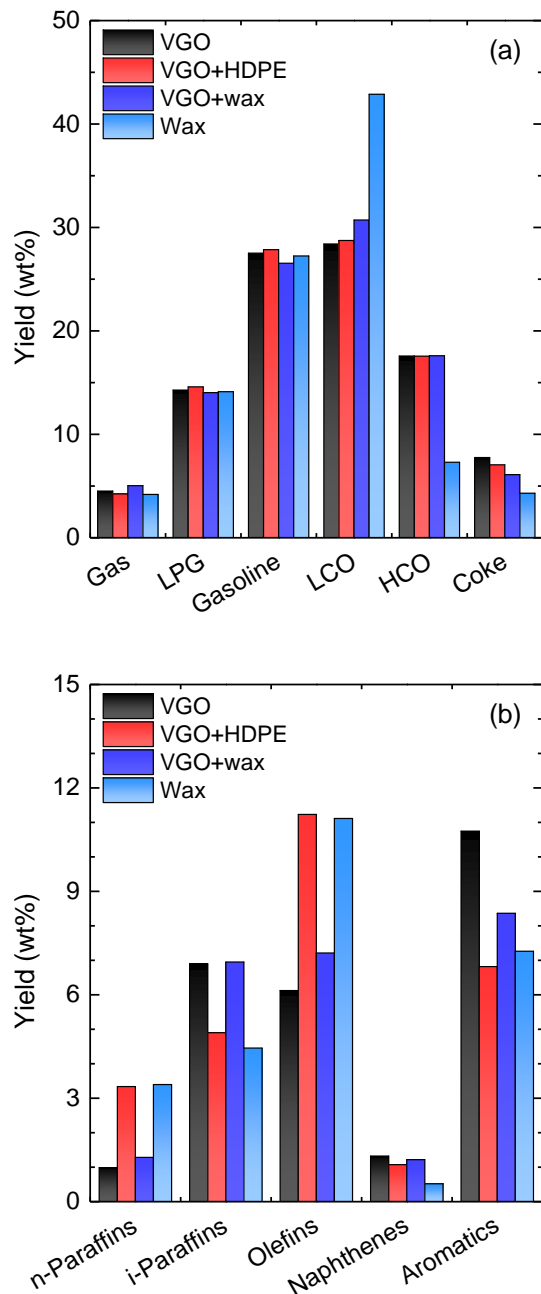 50
40
30
20
10
0
Yield (wt%)
VGO
VGO+HDPE
VGO+wax
Wax
(a)
Gas
LPG
Gasoline
LCO
HCO
Coke
15
12
9
6
3
0
Yield (wt%)
VGO
VGO+HDPE
VGO+wax
Wax
(b)
n-Paraffins
i-Paraffins
Olefins
Naphthenes
Aromatics